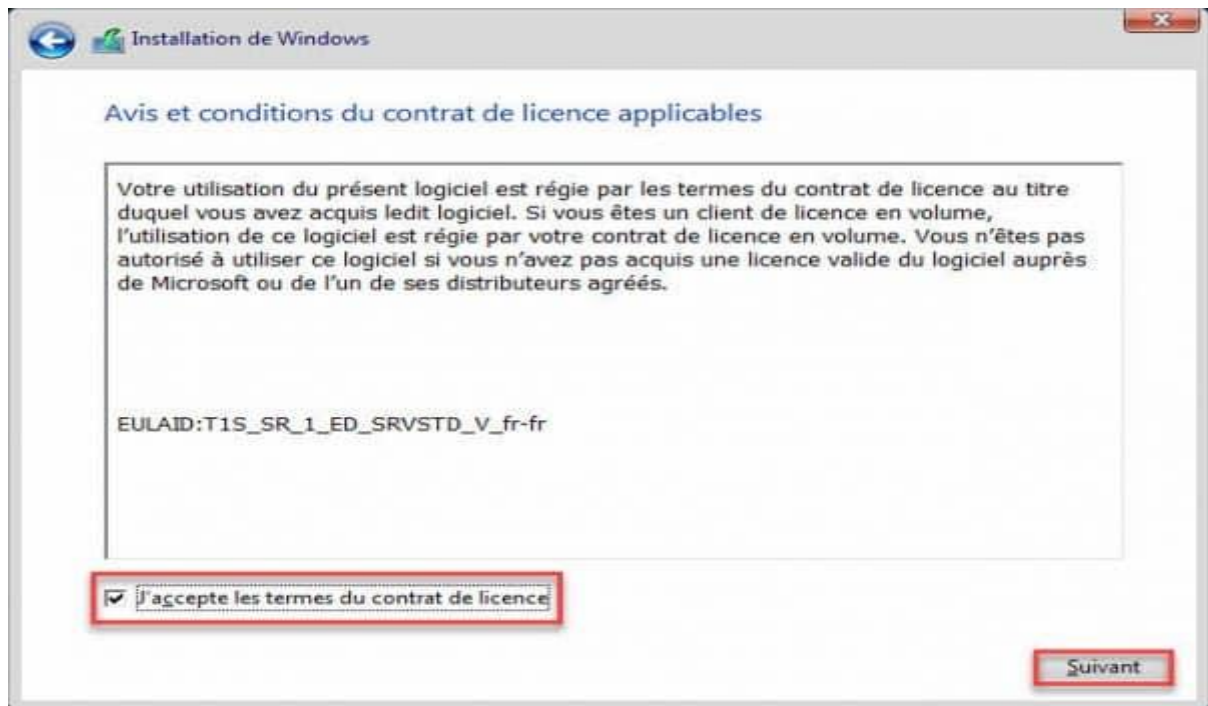 Installation de Windows
Avis et conditions du contrat de licence applicables
Votre utilisation du présent logiciel est régie par les termes du contrat de licence au titre
duquel vous avez acquis ledit logiciel. Si vous êtes un client de licence en volume,
l’utilisation de ce logiciel est régie par votre contrat de licence en volume. Vous n’êtes pas
autorisé à utiliser ce logiciel si vous n’avez pas acquis une licence valide du logiciel auprès
de Microsoft ou de l’un de ses distributeurs agréés.
EULAID:T1S_SR_1_ED_SRVSTD_V_fr-fr
J'accepte les termes du contrat de licence
Suivant